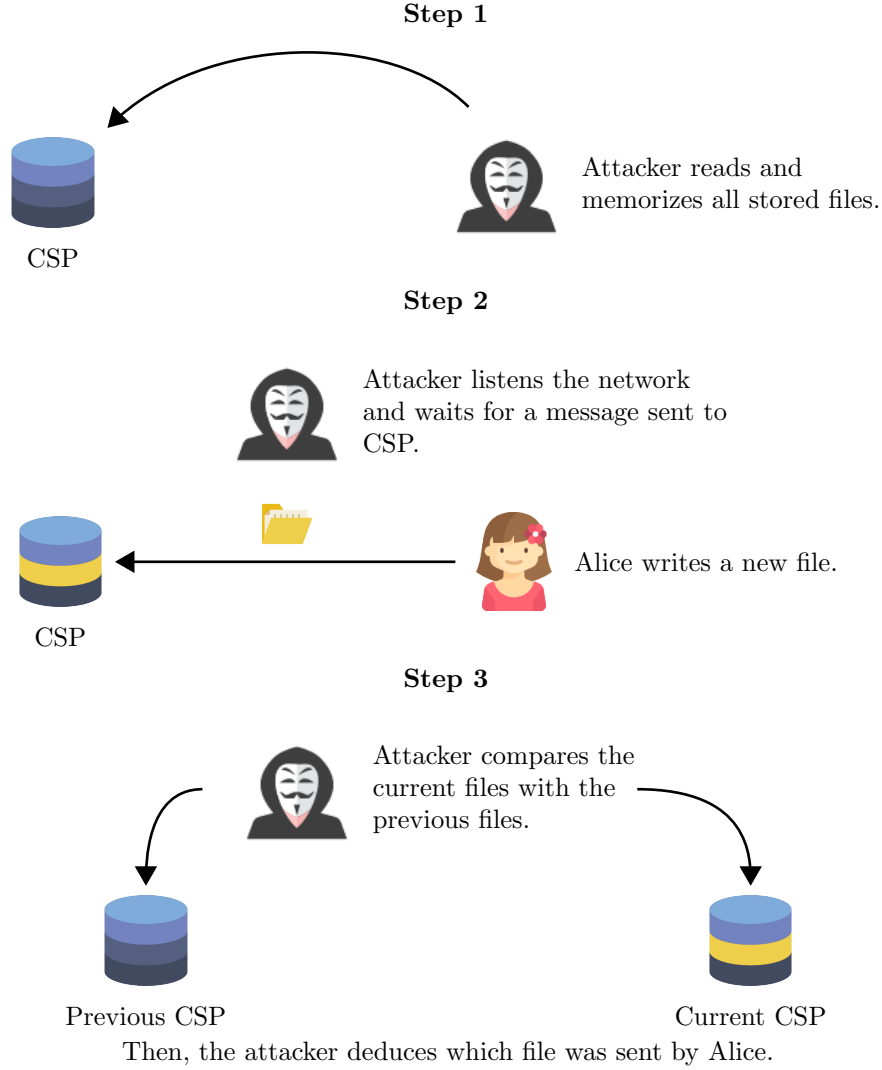 Step 1
Attacker reads and
memorizes all stored files.
CSP
Step 2
Attacker listens the network
and waits for a message sent to
CSP.
Alice writes a new file.
CSP
Step 3
Attacker compares the
current files with the
previous files.
Previous CSP
Current CSP
Then, the attacker deduces which file was sent by Alice.